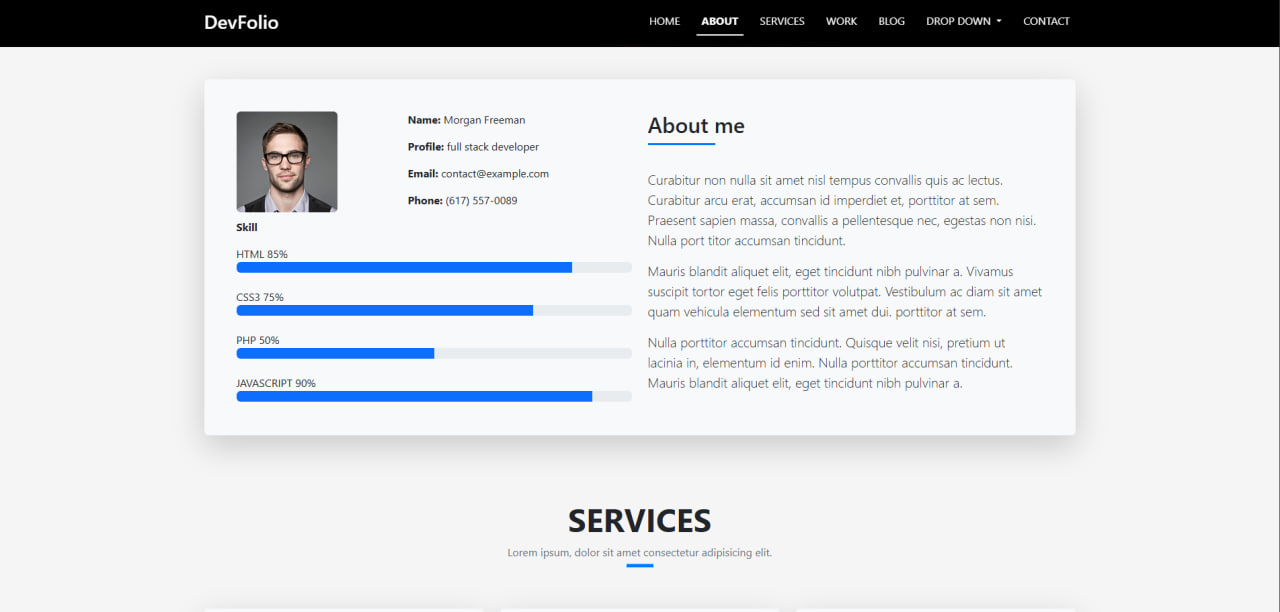 DevFolio
HOME ABOUT SERVICES WORK BLOG DROP DOWN CONTACT
Name: Morgan Freeman
Profile: full stack developer
Email: contact@example.com
Phone: (617) 557-0089
Skill
HTML 85%
CSS3 75%
PHP 50%
JAVASCRIPT 90%
About me
Curabitur non nulla sit amet nisl tempus convallis quis ac lectus.
Curabitur arcu erat, accumsan id imperdiet et, porttitor at sem.
Praesent sapien massa, convallis a pellentesque nec, egestas non nisi.
Nulla port titor accumsan tincidunt.
Mauris blandit aliquet elit, eget tincidunt nibh pulvinar a. Vivamus
suscipit tortor eget felis porttitor volutpat. Vestibulum ac diam sit amet
quam vehicula elementum sed sit amet dui. porttitor at sem.
Nulla porttitor accumsan tincidunt. Quisque velit nisi, pretium ut
lacinia in, elementum id enim. Nulla porttitor accumsan tincidunt.
Mauris blandit aliquet elit, eget tincidunt nibh pulvinar a.
SERVICES
Lorem ipsum, dolor sit amet consectetur adipisicing elit.